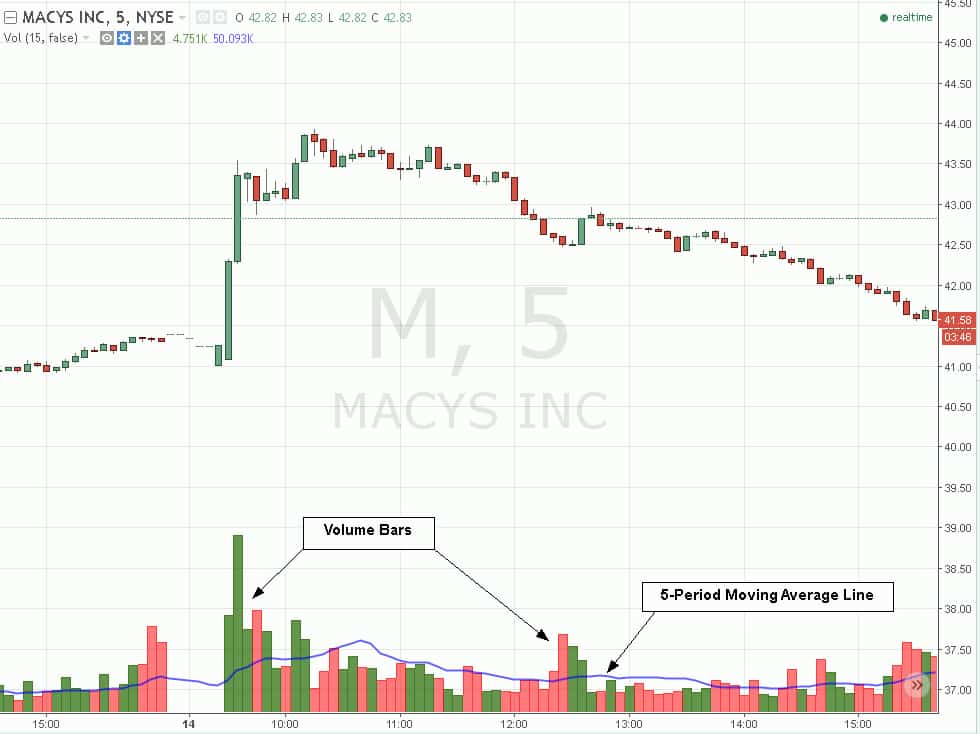 MACYS INC, 5, NYSE O 42.82 H 42.83 L 42.82 C 42.83
realtime
Vol (15, false) 4.751K 50.093K
45.50
45.00
44.50
44.00
43.50
43.00
42.50
42.00
41.58
03:46
41.00
40.50
40.00
39.50
39.00
38.50
38.00
37.50
37.00
M, 5
MACYS INC
Volume Bars
5-Period Moving Average Line
15:00 14 10:00 11:00 12:00 13:00 14:00 15:00